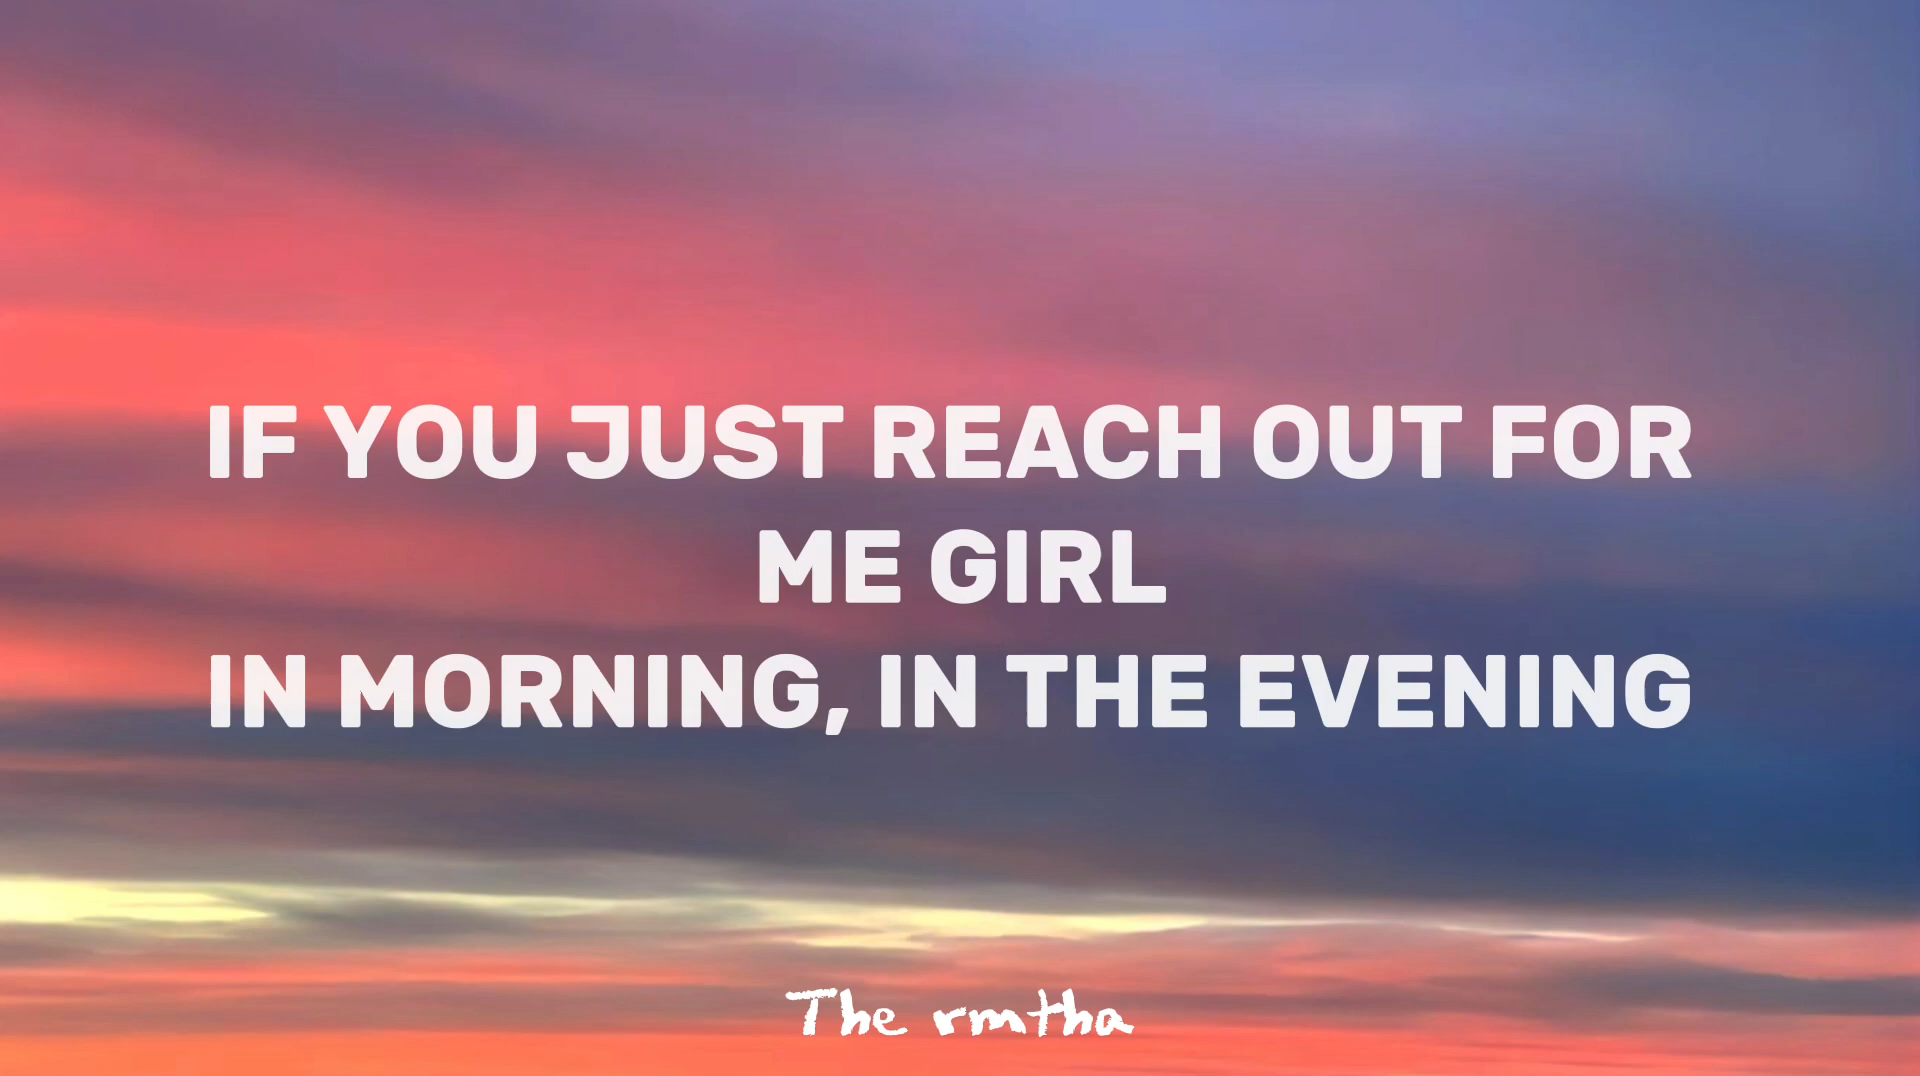 IF YOU JUST REACH OUT FOR
ME GIRL
IN MORNING, IN THE EVENING
The rmtha